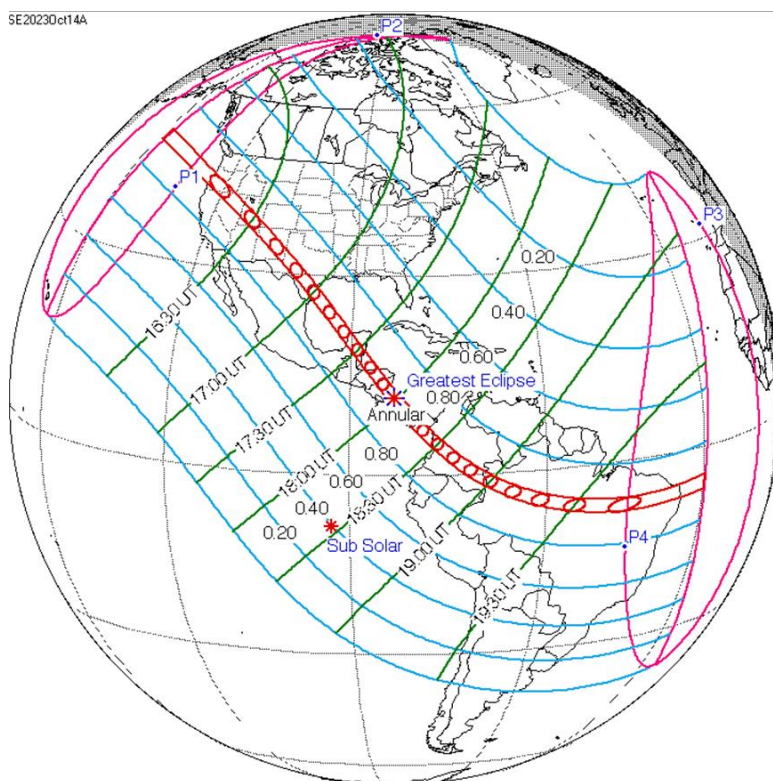 SE2023Oct14A
P2
P1
P3
0.20
16:30 UT
0.40
17:00 UT
0.60
Greatest Eclipse
0.80
Annular
17:30 UT
0.80
18:00 UT
0.60
0.40
18:30 UT
0.20
Sub Solar
P4
19:00 UT
19:30 UT